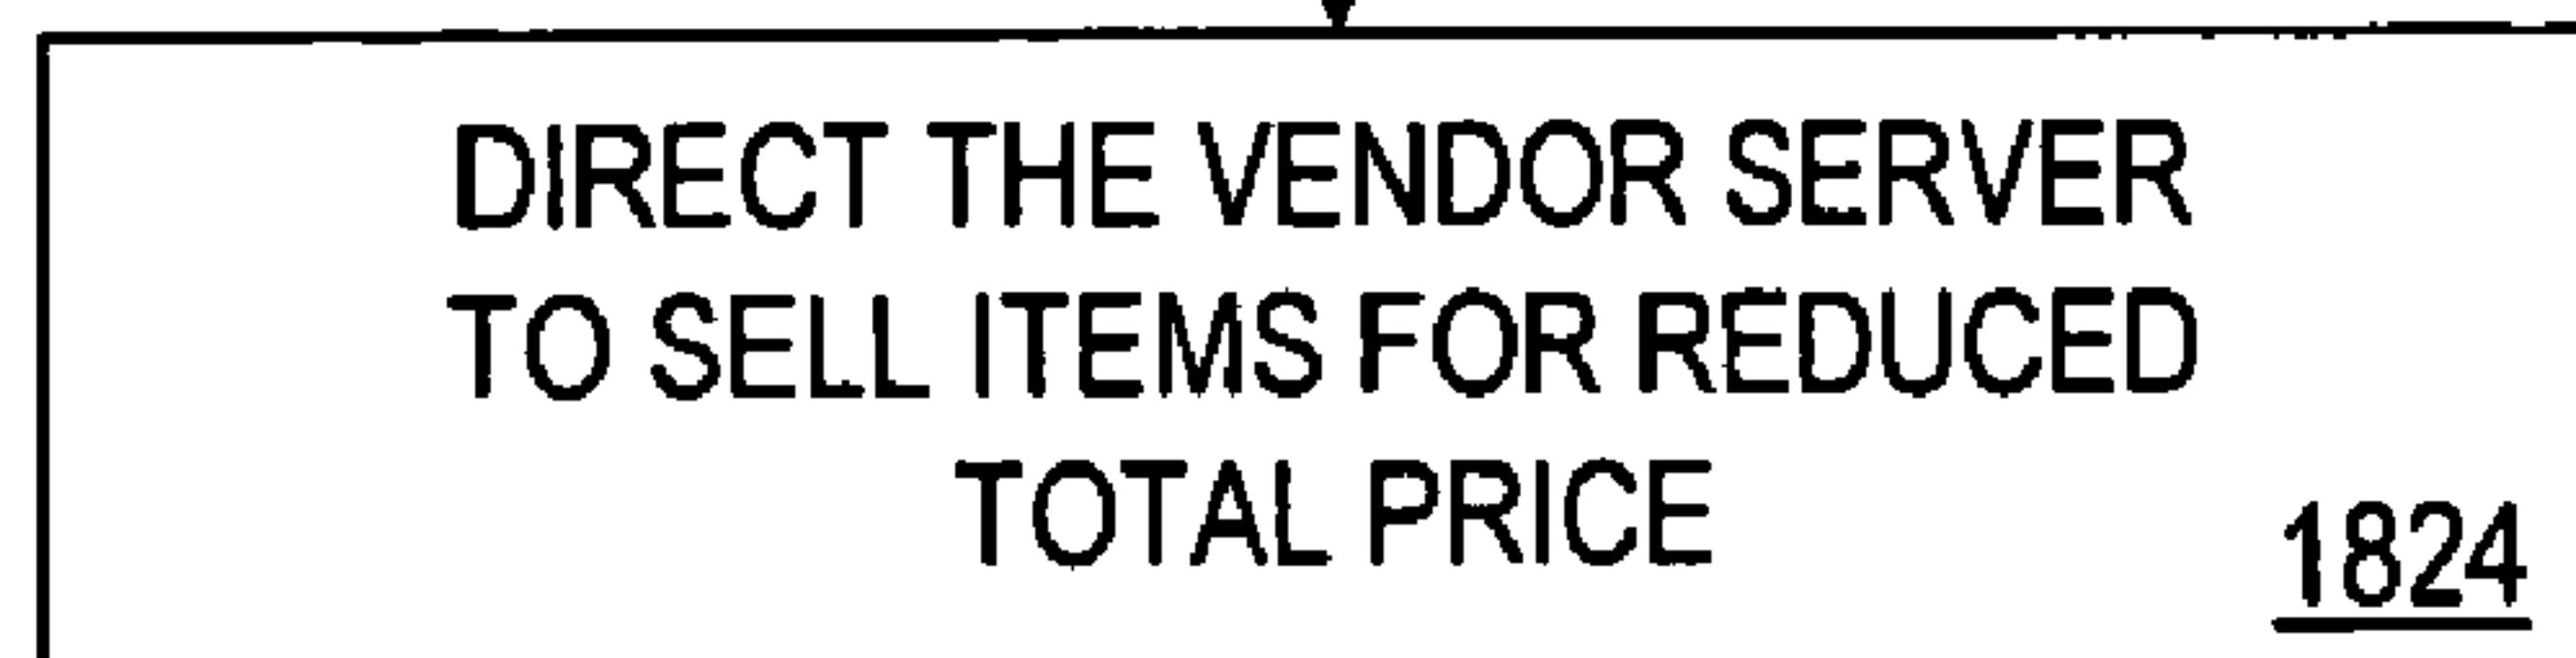 DIRECT THE VENDOR SERVER
TO SELL ITEMS FOR REDUCED
TOTAL PRICE
1824